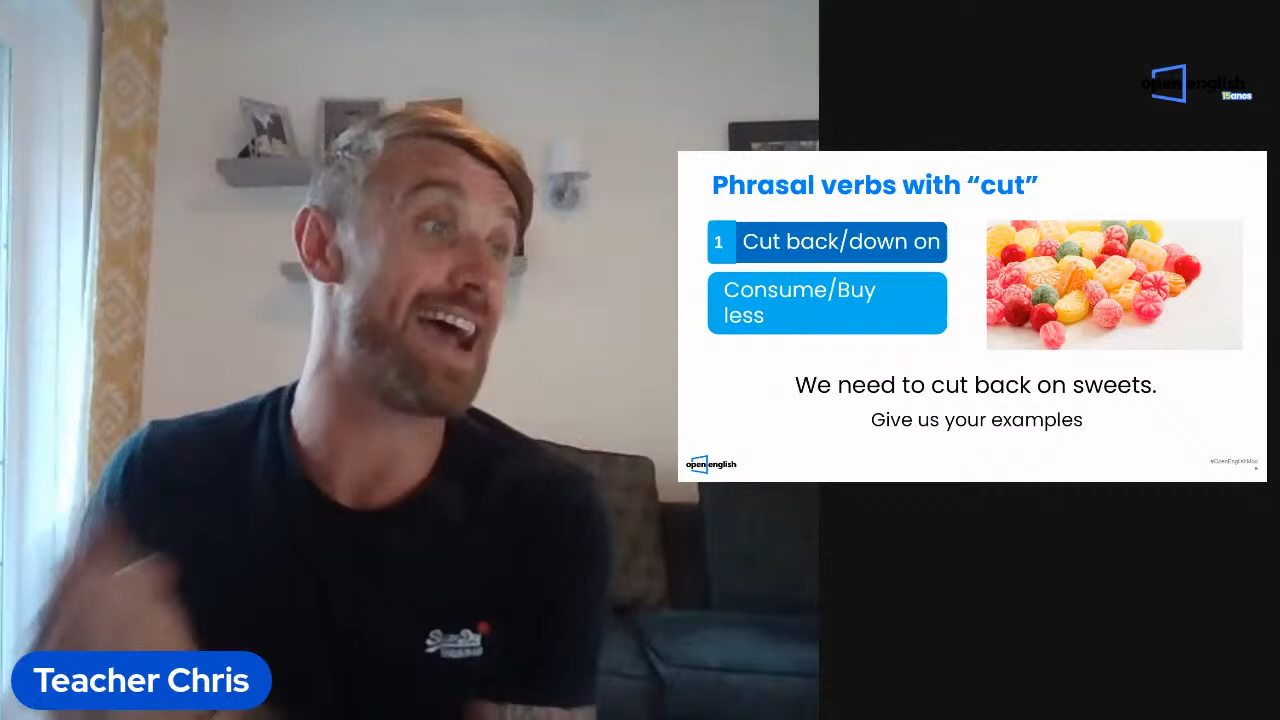 open english
15anos
Phrasal verbs with “cut”
1 Cut back/down on
Consume/Buy
less
We need to cut back on sweets.
Give us your examples
open english
#OpenEnglishMod
Teacher Chris